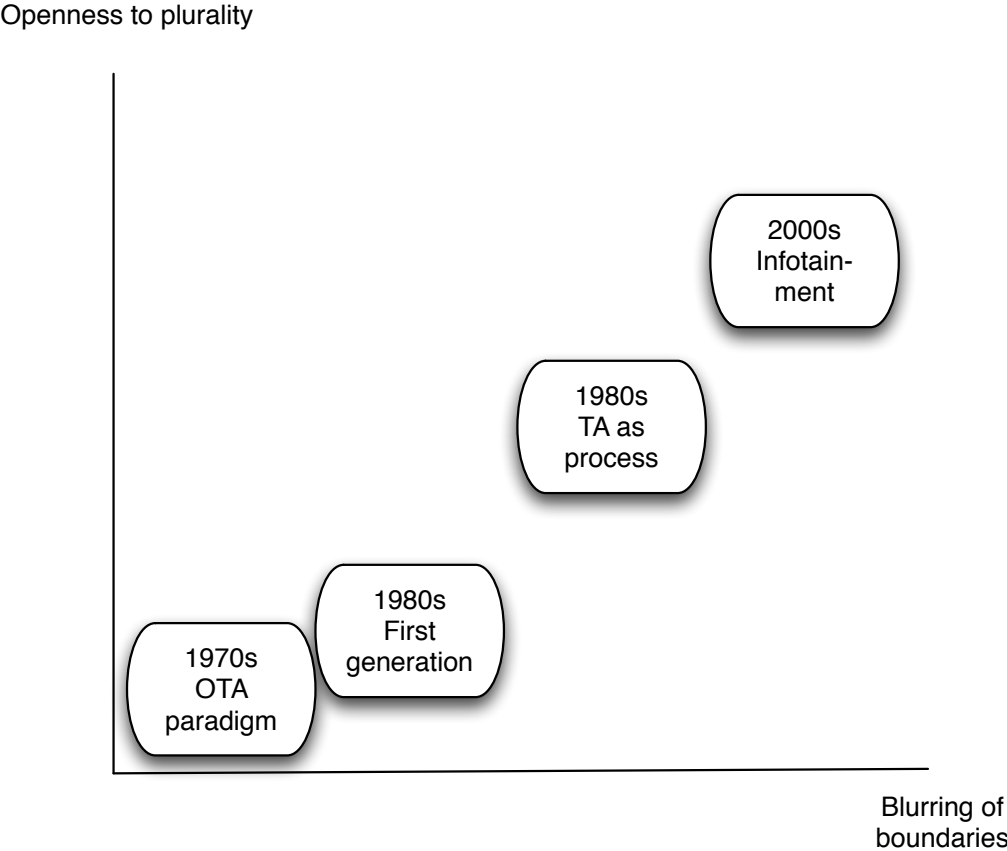 Openness to plurality
2000s
Infotain-
ment
1980s
TA as
process
1980s
First
generation
1970s
OTA
paradigm
Blurring of
boundaries